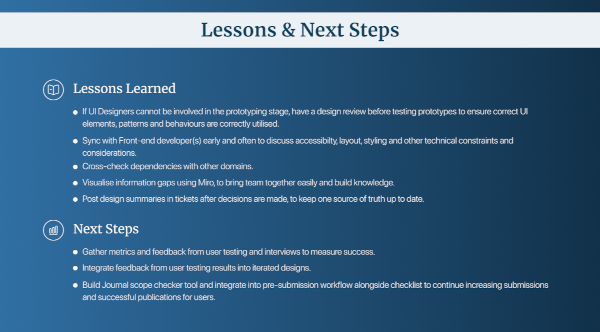 Lessons & Next Steps
Lessons Learned
If UI Designers cannot be involved in the prototyping stage, have a design review before testing prototypes to ensure correct UI
elements, patterns and behaviours are correctly utilised.
Sync with Front-end developer(s) early and often to discuss accessibilty, layout, styling and other technical constraints and
considerations.
Cross-check dependencies with other domains.
Visualise information gaps using Miro, to bring team together easily and build knowledge.
Post design summaries in tickets after decisions are made, to keep one source of truth up to date.
Next Steps
Gather metrics and feedback from user testing and interviews to measure success.
Integrate feedback from user testing results into iterated designs.
Build Journal scope checker tool and integrate into pre-submission workflow alongside checklist to continue increasing submissions
and successful publications for users.